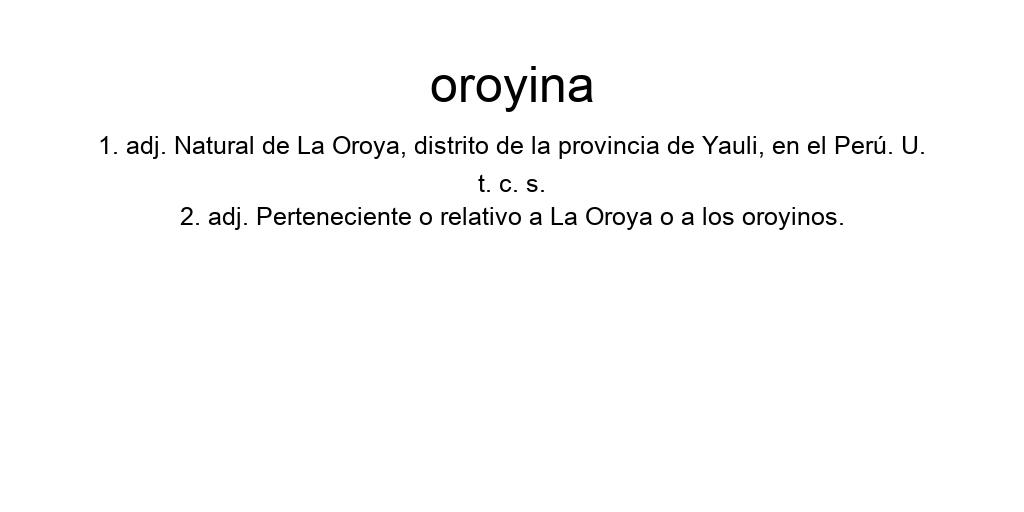 oroyina
1. adj. Natural de La Oroya, distrito de la provincia de Yauli, en el Perú. U.
t. c. s.
2. adj. Perteneciente o relativo a La Oroya o a los oroyinos.